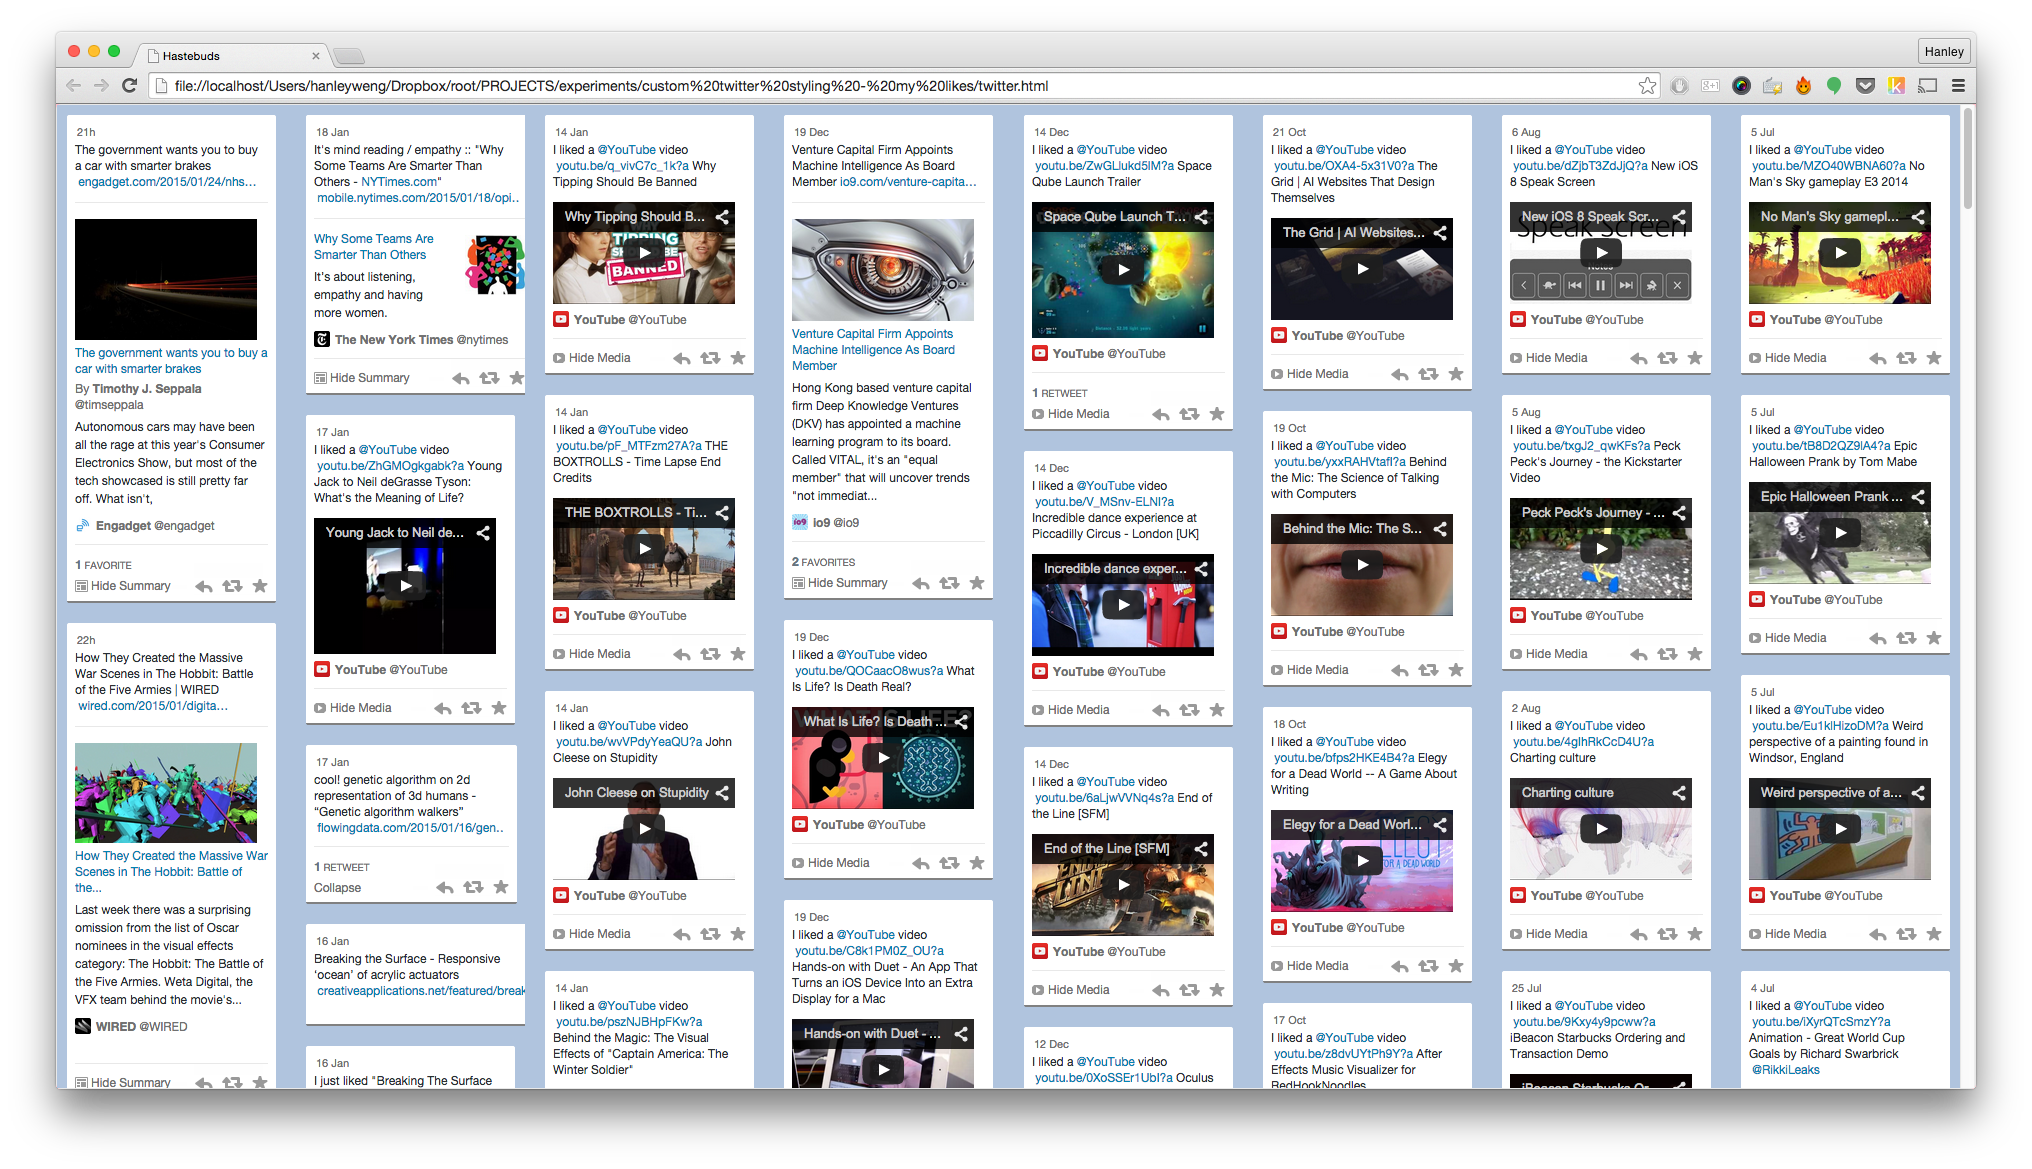 Hastebuds
Hanley
file://localhost/Users/hanleyweng/Dropbox/root/PROJECTS/experiments/custom%20twitter%20styling%20-%20my%20likes/twitter.html
21h
The government wants you to buy
a car with smarter brakes
engadget.com/2015/01/24/nhs...
The government wants you to buy a
car with smarter brakes
By Timothy J. Seppala
@timseppala
Autonomous cars may have been
all the rage at this year's Consumer
Electronics Show, but most of the
tech showcased is still pretty far
off. What isn't,
Engadget @engadget
1 FAVORITE
Hide Summary
22h
How They Created the Massive
War Scenes in The Hobbit: Battle
of the Five Armies | WIRED
wired.com/2015/01/digita...
How They Created the Massive War
Scenes in The Hobbit: Battle of
the...
Last week there was a surprising
omission from the list of Oscar
nominees in the visual effects
category: The Hobbit: The Battle of
the Five Armies. Weta Digital, the
VFX team behind the movie's...
WIRED @WIRED
Hide Summary
18 Jan
It's mind reading / empathy :: "Why
Some Teams Are Smarter Than
Others - NYTimes.com"
mobile.nytimes.com/2015/01/18/opi..
Why Some Teams Are
Smarter Than Others
It's about listening,
empathy and having
more women.
The New York Times @nytimes
Hide Summary
17 Jan
I liked a @YouTube video
youtu.be/ZhGMOgkgabk?a Young
Jack to Neil deGrasse Tyson:
What's the Meaning of Life?
Young Jack to Neil de...
YouTube @YouTube
Hide Media
17 Jan
cool! genetic algorithm on 2d
representation of 3d humans -
“Genetic algorithm walkers”
flowingdata.com/2015/01/16/gen..
1 RETWEET
Collapse
16 Jan
Breaking the Surface - Responsive
‘ocean’ of acrylic actuators
creativeapplications.net/featured/break
16 Jan
I just liked "Breaking The Surface
14 Jan
I liked a @YouTube video
youtu.be/q_vivC7c_1k?a Why
Tipping Should Be Banned
Why Tipping Should B...
TIPPING
SHOULD BE
BANNED
YouTube @YouTube
Hide Media
14 Jan
I liked a @YouTube video
youtu.be/pF_MTFzm27A?a THE
BOXTROLLS - Time Lapse End
Credits
THE BOXTROLLS - Ti...
YouTube @YouTube
Hide Media
14 Jan
I liked a @YouTube video
youtu.be/wvVPdyYeaQU?a John
Cleese on Stupidity
John Cleese on Stupidity
YouTube @YouTube
Hide Media
14 Jan
I liked a @YouTube video
youtu.be/pszNJBHpFKw?a
Behind the Magic: The Visual
Effects of "Captain America: The
Winter Soldier"
19 Dec
Venture Capital Firm Appoints
Machine Intelligence As Board
Member io9.com/venture-capita...
Venture Capital Firm Appoints
Machine Intelligence As Board
Member
Hong Kong based venture capital
firm Deep Knowledge Ventures
(DKV) has appointed a machine
learning program to its board.
Called VITAL, it's an "equal
member" that will uncover trends
"not immediat...
io9 @io9
2 FAVORITES
Hide Summary
19 Dec
I liked a @YouTube video
youtu.be/QOCaacO8wus?a What
Is Life? Is Death Real?
What Is Life? Is Death ...
YouTube @YouTube
Hide Media
19 Dec
I liked a @YouTube video
youtu.be/C8k1PM0Z_OU?a
Hands-on with Duet - An App That
Turns an iOS Device Into an Extra
Display for a Mac
Hands-on with Duet - ...
14 Dec
I liked a @YouTube video
youtu.be/ZwGLlukd5lM?a Space
Qube Launch Trailer
Space Qube Launch T...
YouTube @YouTube
1 RETWEET
Hide Media
14 Dec
I liked a @YouTube video
youtu.be/V_MSnv-ELNI?a
Incredible dance experience at
Piccadilly Circus - London [UK]
Incredible dance exper...
YouTube @YouTube
Hide Media
14 Dec
I liked a @YouTube video
youtu.be/6aLjwVVNq4s?a End of
the Line [SFM]
End of the Line [SFM]
YouTube @YouTube
Hide Media
12 Dec
I liked a @YouTube video
youtu.be/0XoSSEr1UbI?a Oculus
21 Oct
I liked a @YouTube video
youtu.be/OXA4-5x31V0?a The
Grid | AI Websites That Design
Themselves
The Grid | AI Websites...
YouTube @YouTube
Hide Media
19 Oct
I liked a @YouTube video
youtu.be/yxxRAHVtafI?a Behind
the Mic: The Science of Talking
with Computers
Behind the Mic: The S...
YouTube @YouTube
Hide Media
18 Oct
I liked a @YouTube video
youtu.be/bfps2HKE4B4?a Elegy
for a Dead World -- A Game About
Writing
Elegy for a Dead Worl...
ELEGY
FOR A DEAD WORLD
YouTube @YouTube
Hide Media
17 Oct
I liked a @YouTube video
youtu.be/z8dvUYtPh9Y?a After
Effects Music Visualizer for
RedHookNoodles
6 Aug
I liked a @YouTube video
youtu.be/dZjbT3ZdJjQ?a New iOS
8 Speak Screen
New iOS 8 Speak Scr...
Speak Screen
Notes
YouTube @YouTube
Hide Media
5 Aug
I liked a @YouTube video
youtu.be/txgJ2_qwKFs?a Peck
Peck's Journey - the Kickstarter
Video
Peck Peck's Journey - ...
YouTube @YouTube
Hide Media
2 Aug
I liked a @YouTube video
youtu.be/4gIhRkCcD4U?a
Charting culture
Charting culture
YouTube @YouTube
Hide Media
25 Jul
I liked a @YouTube video
youtu.be/9Kxy4y9pcww?a
iBeacon Starbucks Ordering and
Transaction Demo
iBeacon Starbucks Or...
5 Jul
I liked a @YouTube video
youtu.be/MZO40WBNA60?a No
Man's Sky gameplay E3 2014
No Man's Sky gamepl...
YouTube @YouTube
Hide Media
5 Jul
I liked a @YouTube video
youtu.be/tB8D2QZ9lA4?a Epic
Halloween Prank by Tom Mabe
Epic Halloween Prank ...
YouTube @YouTube
Hide Media
5 Jul
I liked a @YouTube video
youtu.be/Eu1klHizoDM?a Weird
perspective of a painting found in
Windsor, England
Weird perspective of a...
YouTube @YouTube
Hide Media
4 Jul
I liked a @YouTube video
youtu.be/iXyrQTcSmzY?a
Animation - Great World Cup
Goals by Richard Swarbrick
@RikkiLeaks